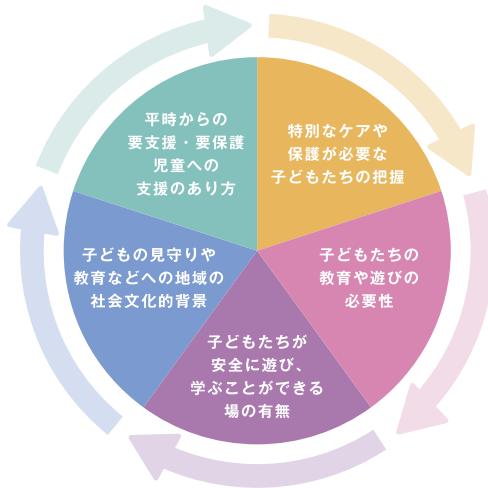 特別なケアや
保護が必要な
子どもたちの把握
子どもたちの
教育や遊びの
必要性
子どもたちが
安全に遊び、
学ぶことができる
場の有無
子どもの見守りや
教育などへの地域の
社会文化的背景
平時からの
要支援・要保護
児童への
支援のあり方